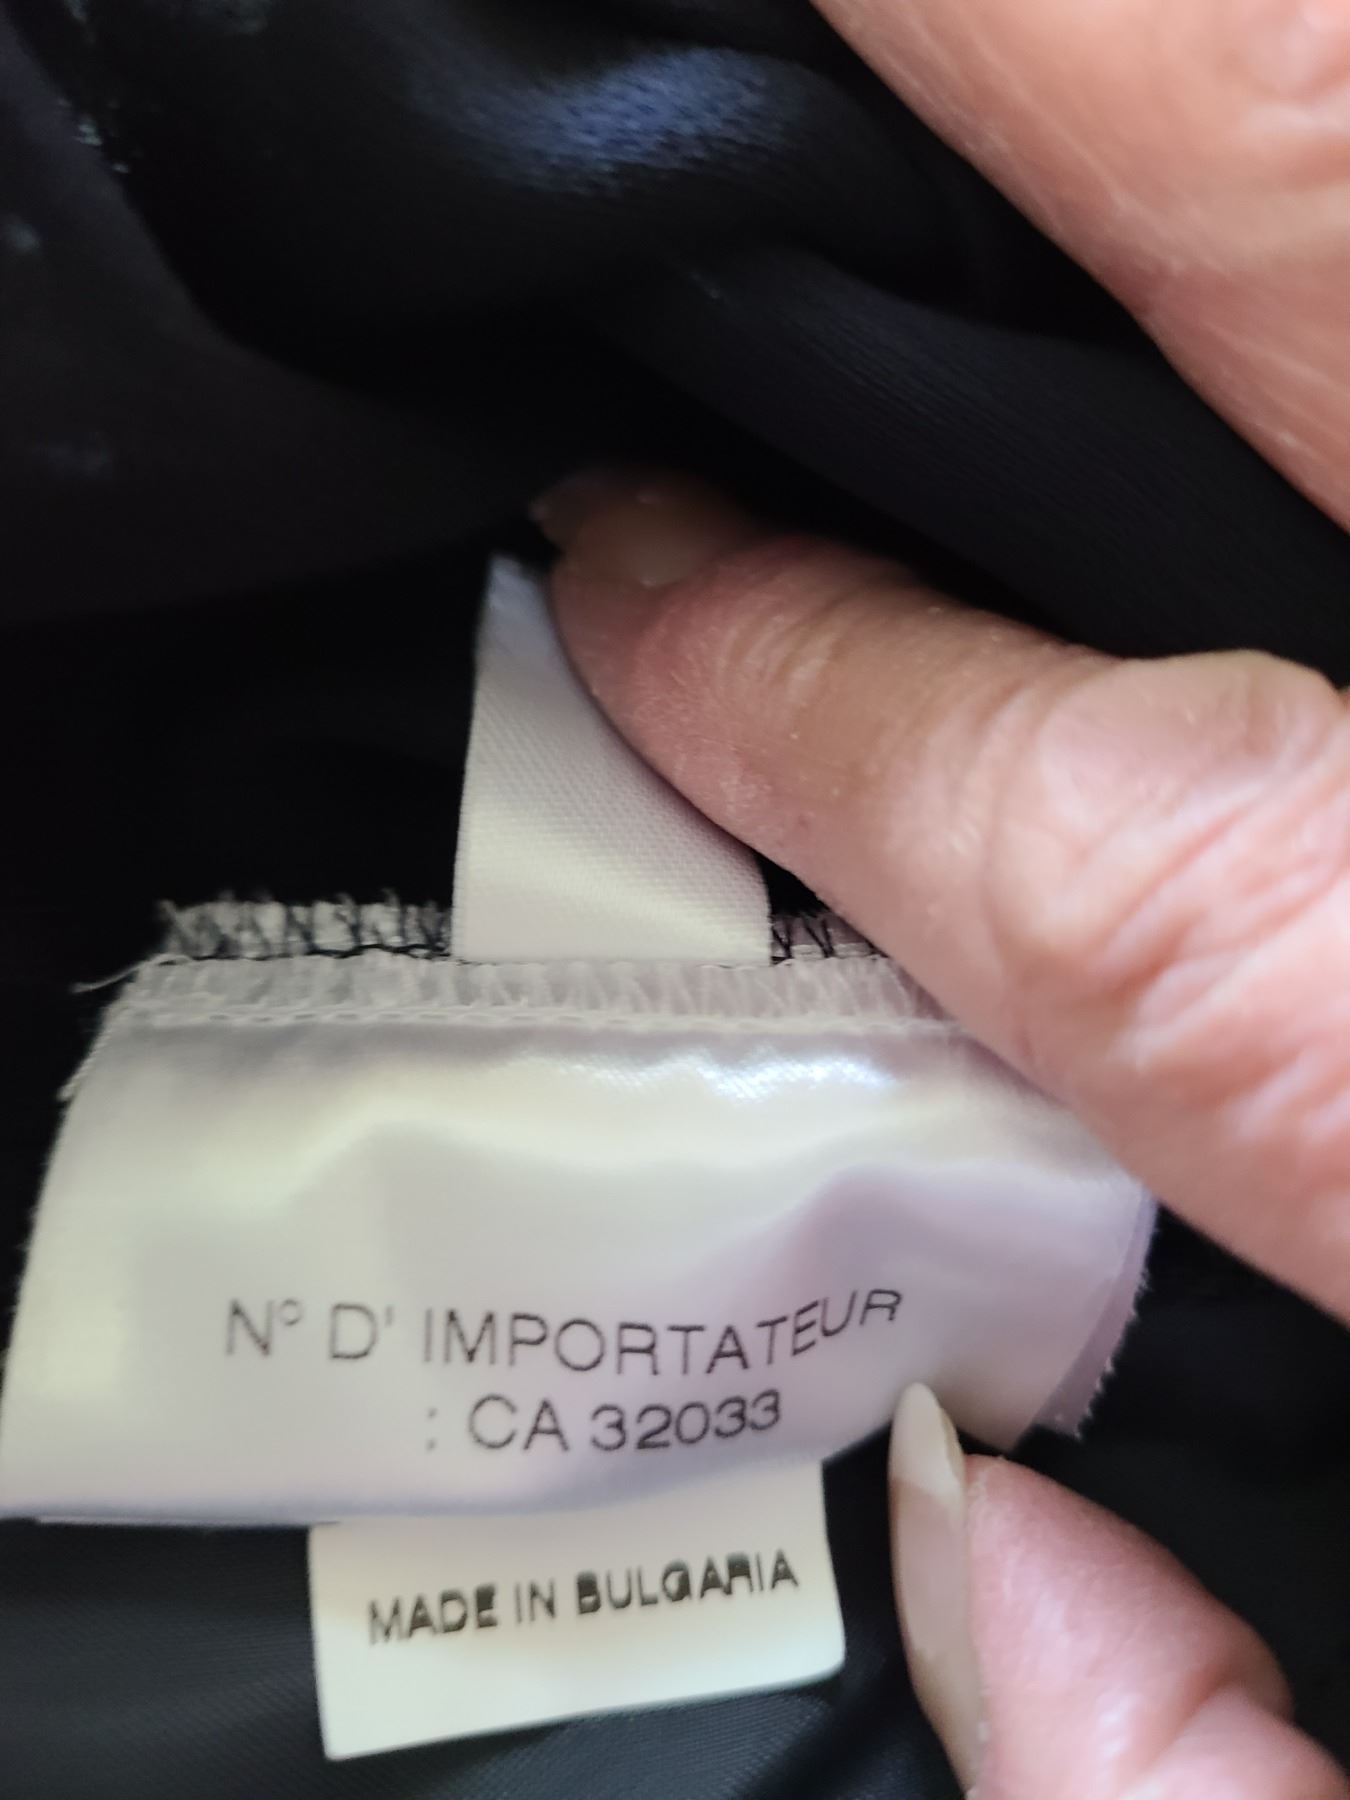 N° D' IMPORTATEUR
: CA 32033
MADE IN BULGARIA